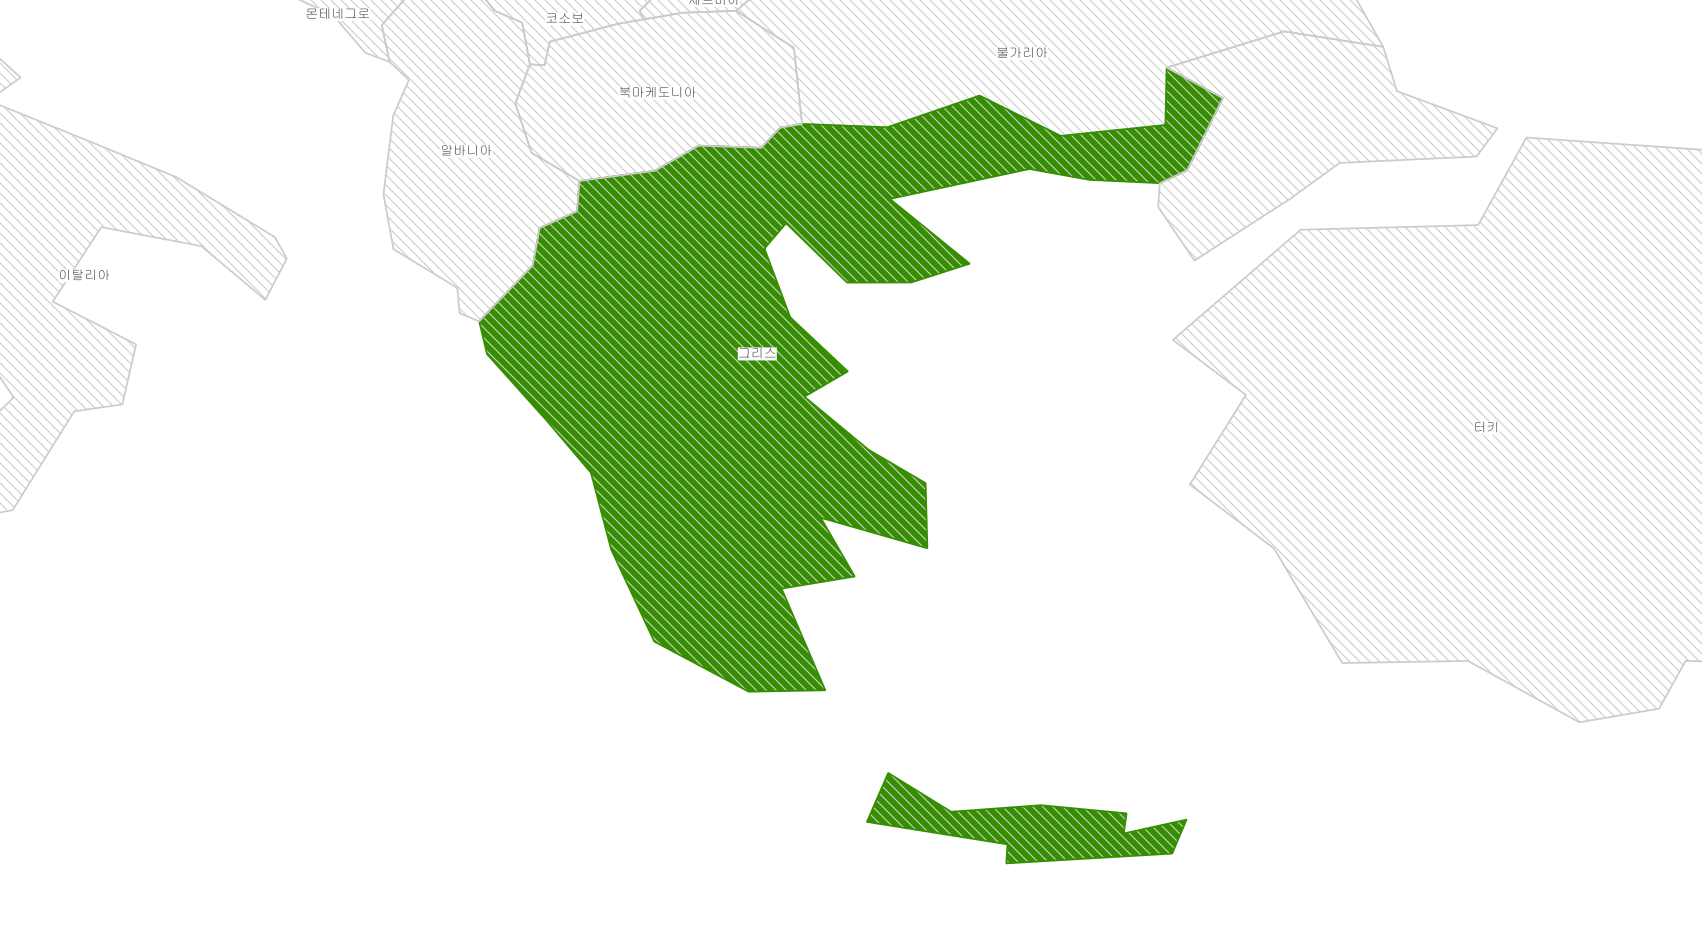 몬테네그로
코소보
세르비아
불가리아
북마케도니아
알바니아
이탈리아
그리스
터키